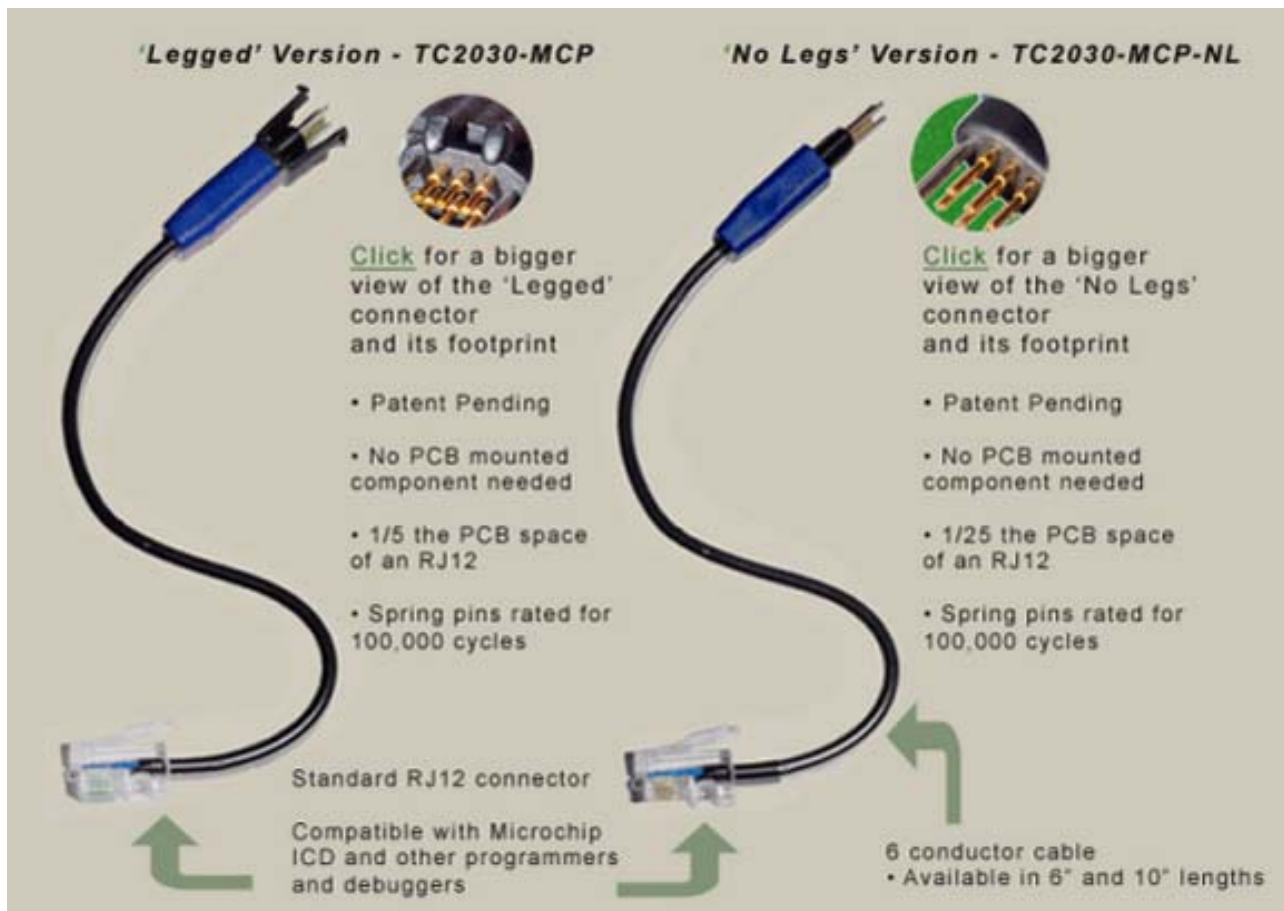 'Legged' Version - TC2030-MCP
'No Legs' Version - TC2030-MCP-NL
Click for a bigger
view of the 'Legged'
connector
and its footprint
• Patent Pending
• No PCB mounted
component needed
• 1/5 the PCB space
of an RJ12
• Spring pins rated for
100,000 cycles
Click for a bigger
view of the 'No Legs'
connector
and its footprint
• Patent Pending
• No PCB mounted
component needed
• 1/25 the PCB space
of an RJ12
• Spring pins rated for
100,000 cycles
Standard RJ12 connector
Compatible with Microchip
ICD and other programmers
and debuggers
6 conductor cable
• Available in 6" and 10" lengths